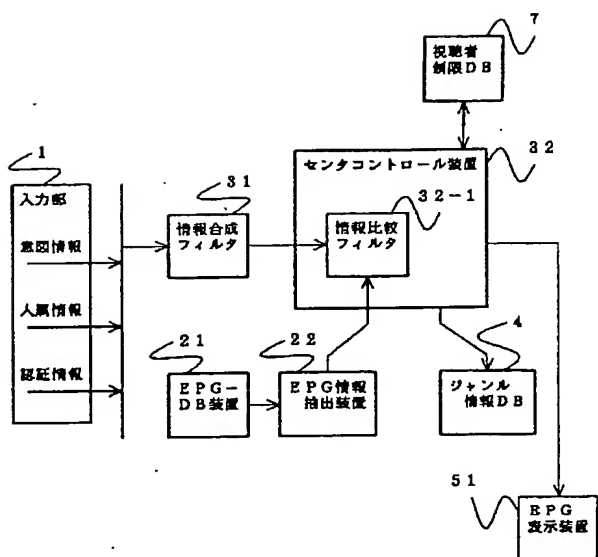 7
視聴者
制限DB
1
入力部
意図情報
人属情報
認証情報
31
情報合成
フィルタ
センタコントロール装置
32
32-1
情報比較
フィルタ
21
EPG-
DB装置
22
EPG情報
抽出装置
4
ジャンル
情報DB
51
EPG
表示装置